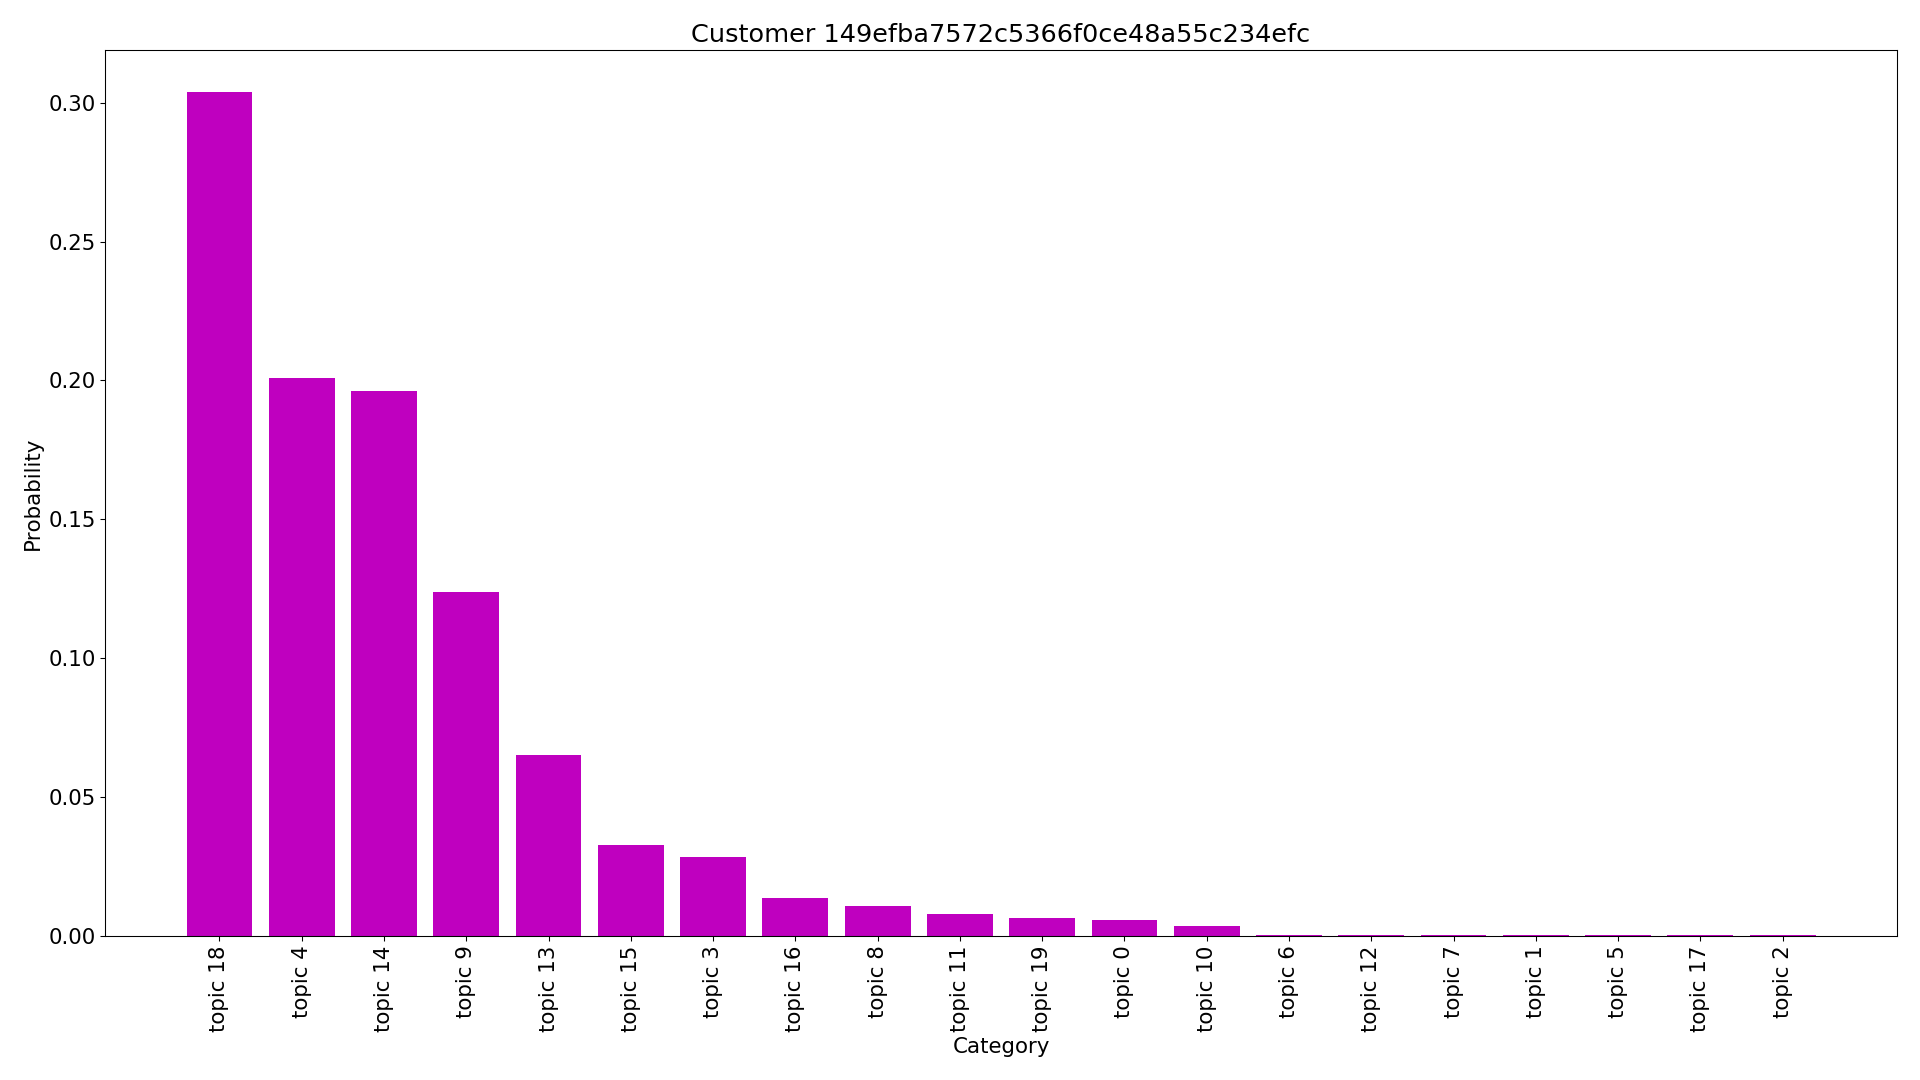 Customer 149efba7572c5366f0ce48a55c234efc
Probability
0.30
0.25
0.20
0.15
0.10
0.05
0.00
topic 18
topic 4
topic 14
topic 9
topic 13
topic 15
topic 3
topic 16
topic 8
topic 11
topic 19
topic 0
topic 10
topic 6
topic 12
topic 7
topic 1
topic 5
topic 17
topic 2
Category